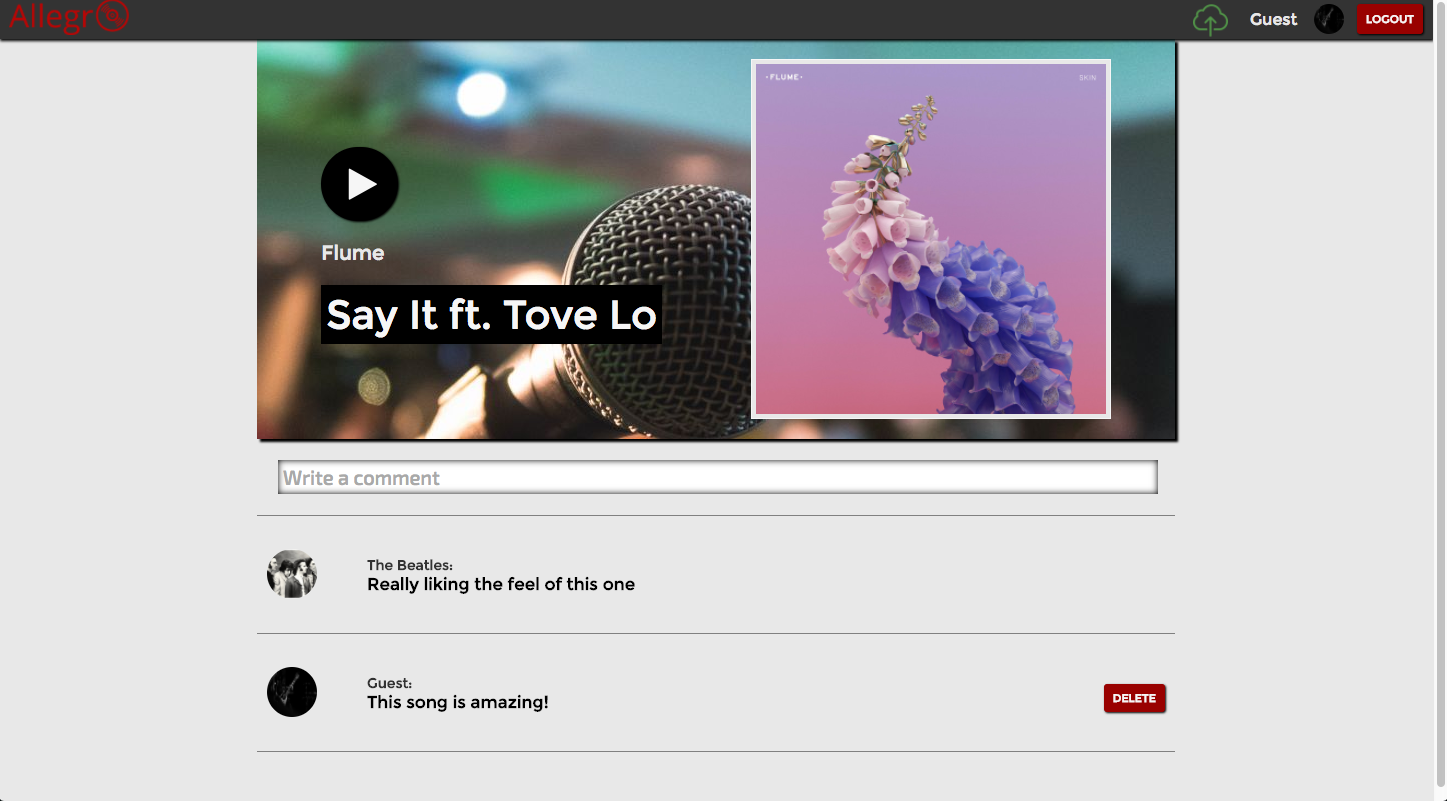 Allegro
Guest
LOGOUT
·FLUME·
SKIN
Flume
Say It ft. Tove Lo
Write a comment
The Beatles:
Really liking the feel of this one
Guest:
This song is amazing!
DELETE